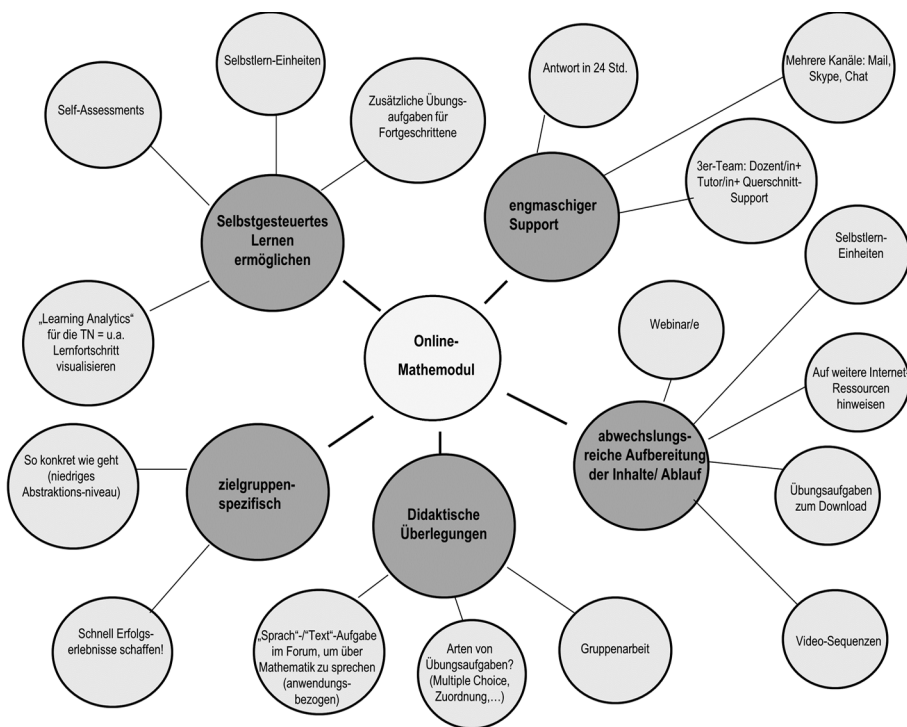 Selbstlern-Einheiten
Self-Assessments
Zusätzliche Übungs-
aufgaben für
Fortgeschrittene
Selbstgesteuertes
Lernen
ermöglichen
„Learning Analytics“
für die TN = u.a.
Lernfortschritt
visualisieren
Antwort in 24 Std.
Mehrere Kanäle: Mail,
Skype, Chat
3er-Team: Dozent/in+
Tutor/in+ Querschnitt-
Support
engmaschiger
Support
Online-
Mathemodul
Selbstlern-
Einheiten
Webinar/e
Auf weitere Internet-
Ressourcen
hinweisen
abwechslungs-
reiche Aufbereitung
der Inhalte/ Ablauf
Übungsaufgaben
zum Download
Video-Sequenzen
So konkret wie geht
(niedriges
Abstraktions-niveau)
zielgruppen-
spezifisch
Schnell Erfolgs-
erlebnisse schaffen!
Didaktische
Überlegungen
„Sprach“-/“Text“-Aufgabe
im Forum, um über
Mathematik zu sprechen
(anwendungs-
bezogen)
Arten von
Übungsaufgaben?
(Multiple Choice,
Zuordnung,…)
Gruppenarbeit